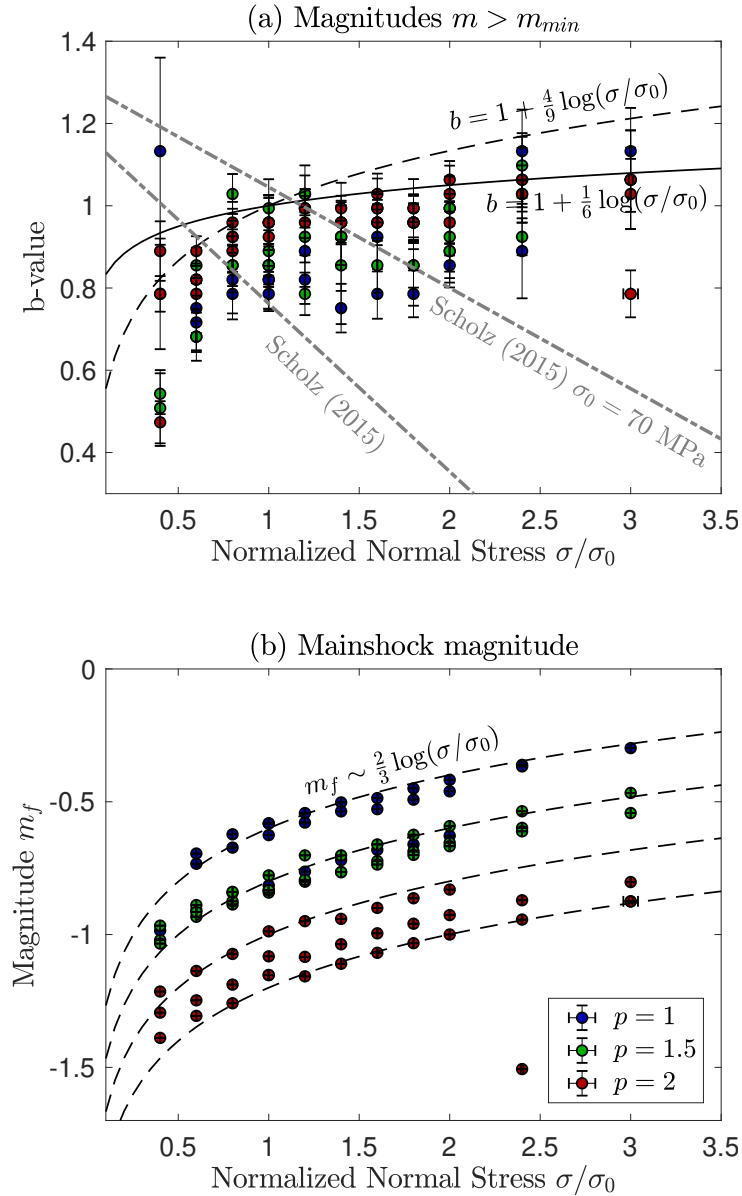 (a) Magnitudes m > m_min
1.4
1.2
1
0.8
0.6
0.4
b-value
b = 1 + 4/9 log(σ/σ0)
b = 1 + 1/6 log(σ/σ0)
Scholz (2015)
Scholz (2015) σ0 = 70 MPa
0.5 1 1.5 2 2.5 3 3.5
Normalized Normal Stress σ/σ0
(b) Mainshock magnitude
0
-0.5
-1
-1.5
Magnitude m_f
m_f ~ 2/3 log(σ/σ0)
p = 1
p = 1.5
p = 2
0.5 1 1.5 2 2.5 3 3.5
Normalized Normal Stress σ/σ0